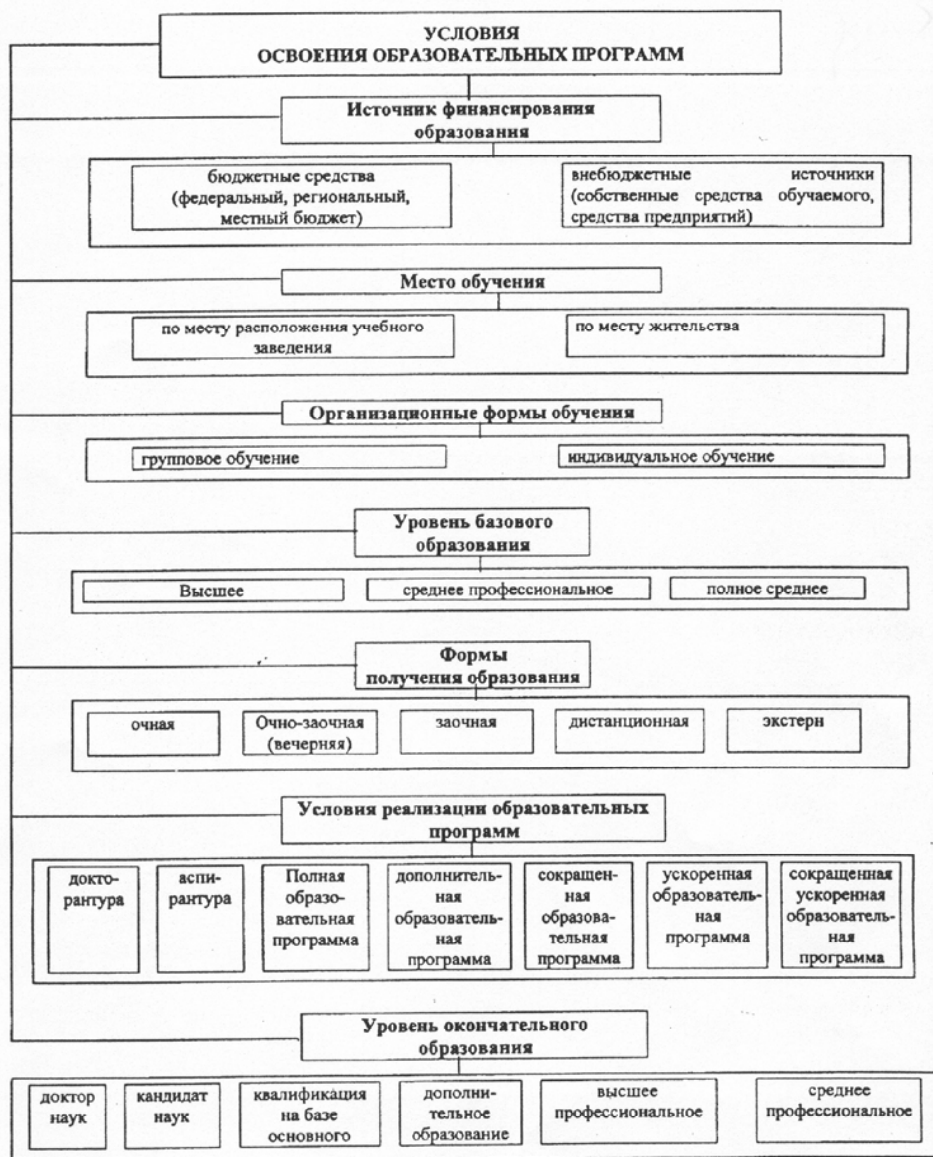 УСЛОВИЯ
ОСВОЕНИЯ ОБРАЗОВАТЕЛЬНЫХ ПРОГРАММ
Источник финансирования
образования
бюджетные средства
(федеральный, региональный,
местный бюджет)
внебюджетные источники
(собственные средства обучаемого,
средства предприятий)
Место обучения
по месту расположения учебного
заведения
по месту жительства
Организационные формы обучения
групповое обучение
индивидуальное обучение
Уровень базового
образования
Высшее
среднее профессиональное
полное среднее
Формы
получения образования
очная
Очно-заочная
(вечерняя)
заочная
дистанционная
экстерн
Условия реализации образовательных
программ
докто-
рантура
аспи-
рантура
Полная
образо-
вательная
программа
дополнитель-
ная
образователь-
ная программа
сокращен-
ная
образова-
тельная
программа
ускоренная
образователь-
ная
программа
сокращенная
ускоренная
образователь-
ная
программа
Уровень окончательного
образования
доктор
наук
кандидат
наук
квалификация
на базе
основного
дополни-
тельное
образование
высшее
профессиональное
среднее
профессиональное